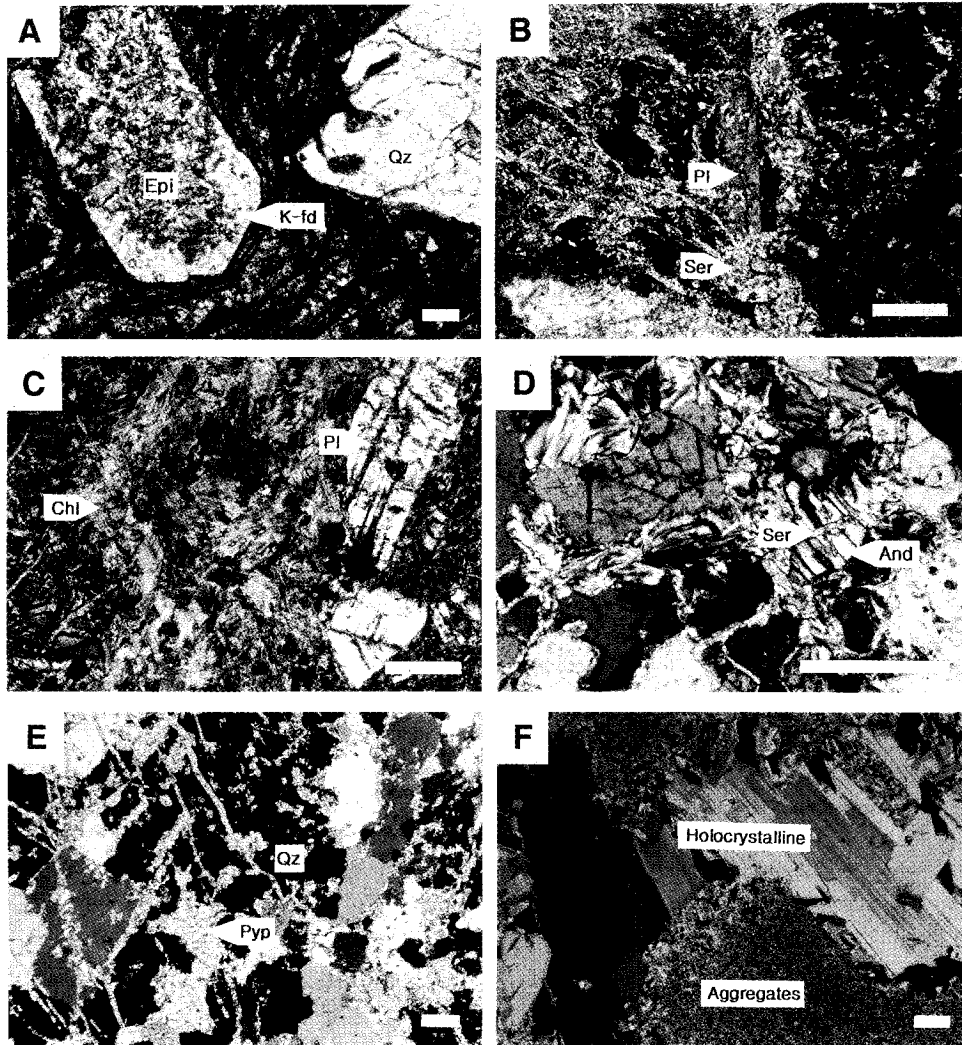 A
Epi
Qz
K-fd
B
Pl
Ser
C
Pl
Chl
D
Ser
And
E
Qz
Pyp
F
Holocrystalline
Aggregates